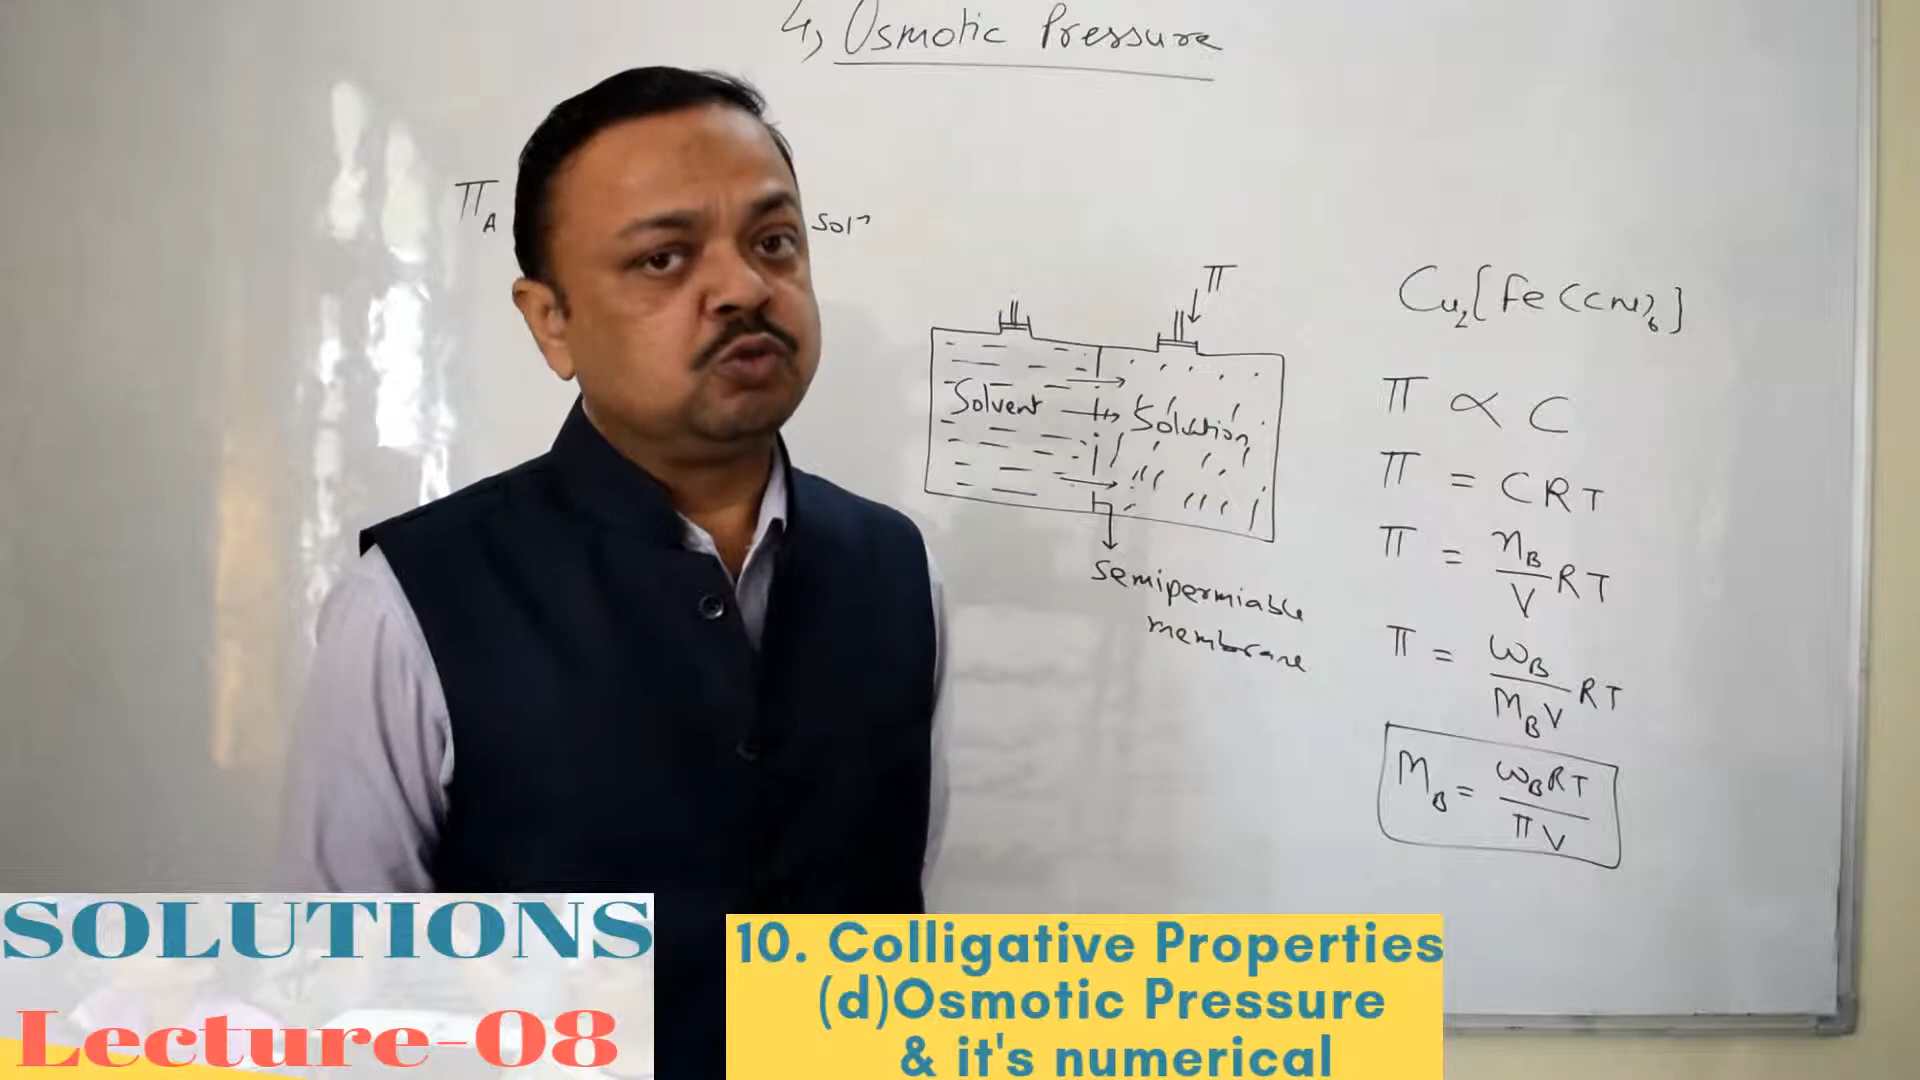 4, Osmotic Pressure
π_A
Solⁿ
π
Solvent
Solution
Semipermiable
membrane
Cu₂[Fe(CN)₆]
π ∝ C
π = CRT
π = n_B/V RT
π = w_B/M_B V RT
M_B = w_B RT/π V
SOLUTIONS
Lecture-08
10. Colligative Properties
(d)Osmotic Pressure
& it's numerical